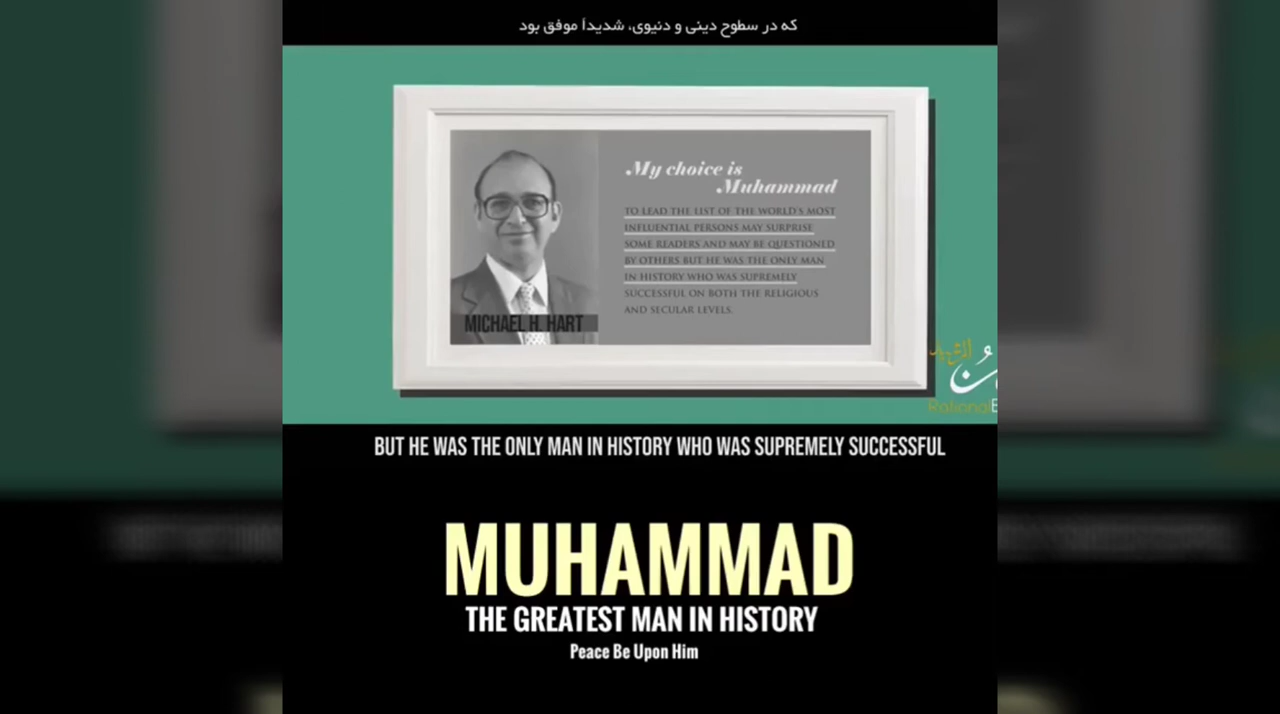 که در سطوح دینی و دنیوی، شدیداً موفق بود
My choice is
Muhammad
TO LEAD THE LIST OF THE WORLD'S MOST
INFLUENTIAL PERSONS MAY SURPRISE
SOME READERS AND MAY BE QUESTIONED
BY OTHERS BUT HE WAS THE ONLY MAN
IN HISTORY WHO WAS SUPREMELY
SUCCESSFUL ON BOTH THE RELIGIOUS
AND SECULAR LEVELS.
MICHAEL H. HART
BUT HE WAS THE ONLY MAN IN HISTORY WHO WAS SUPREMELY SUCCESSFUL
MUHAMMAD
THE GREATEST MAN IN HISTORY
Peace Be Upon Him